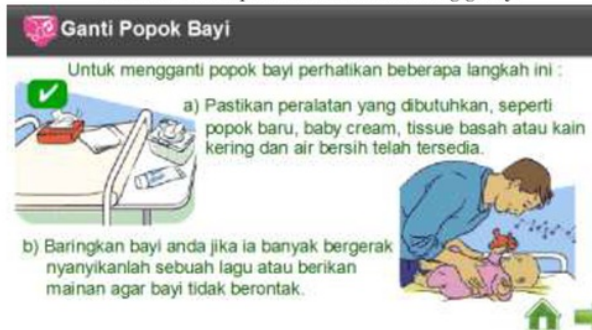 Ganti Popok Bayi
Untuk mengganti popok bayi perhatikan beberapa langkah ini :
a) Pastikan peralatan yang dibutuhkan, seperti
popok baru, baby cream, tissue basah atau kain
kering dan air bersih telah tersedia.
b) Baringkan bayi anda jika ia banyak bergerak
nyanyikanlah sebuah lagu atau berikan
mainan agar bayi tidak berontak.